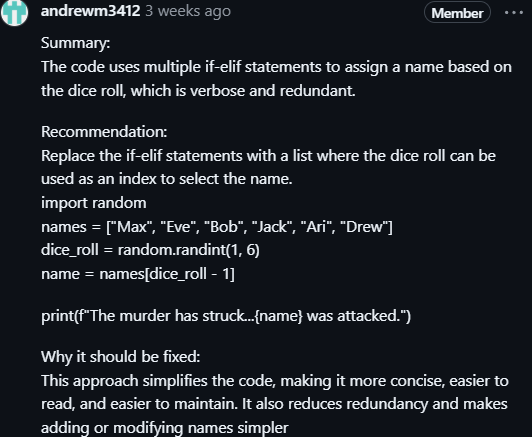 andrewm3412 3 weeks ago Member ...
Summary:
The code uses multiple if-elif statements to assign a name based on
the dice roll, which is verbose and redundant.
Recommendation:
Replace the if-elif statements with a list where the dice roll can be
used as an index to select the name.
import random
names = ["Max", "Eve", "Bob", "Jack", "Ari", "Drew"]
dice_roll = random.randint(1, 6)
name = names[dice_roll - 1]
print(f"The murder has struck...{name} was attacked.")
Why it should be fixed:
This approach simplifies the code, making it more concise, easier to
read, and easier to maintain. It also reduces redundancy and makes
adding or modifying names simpler